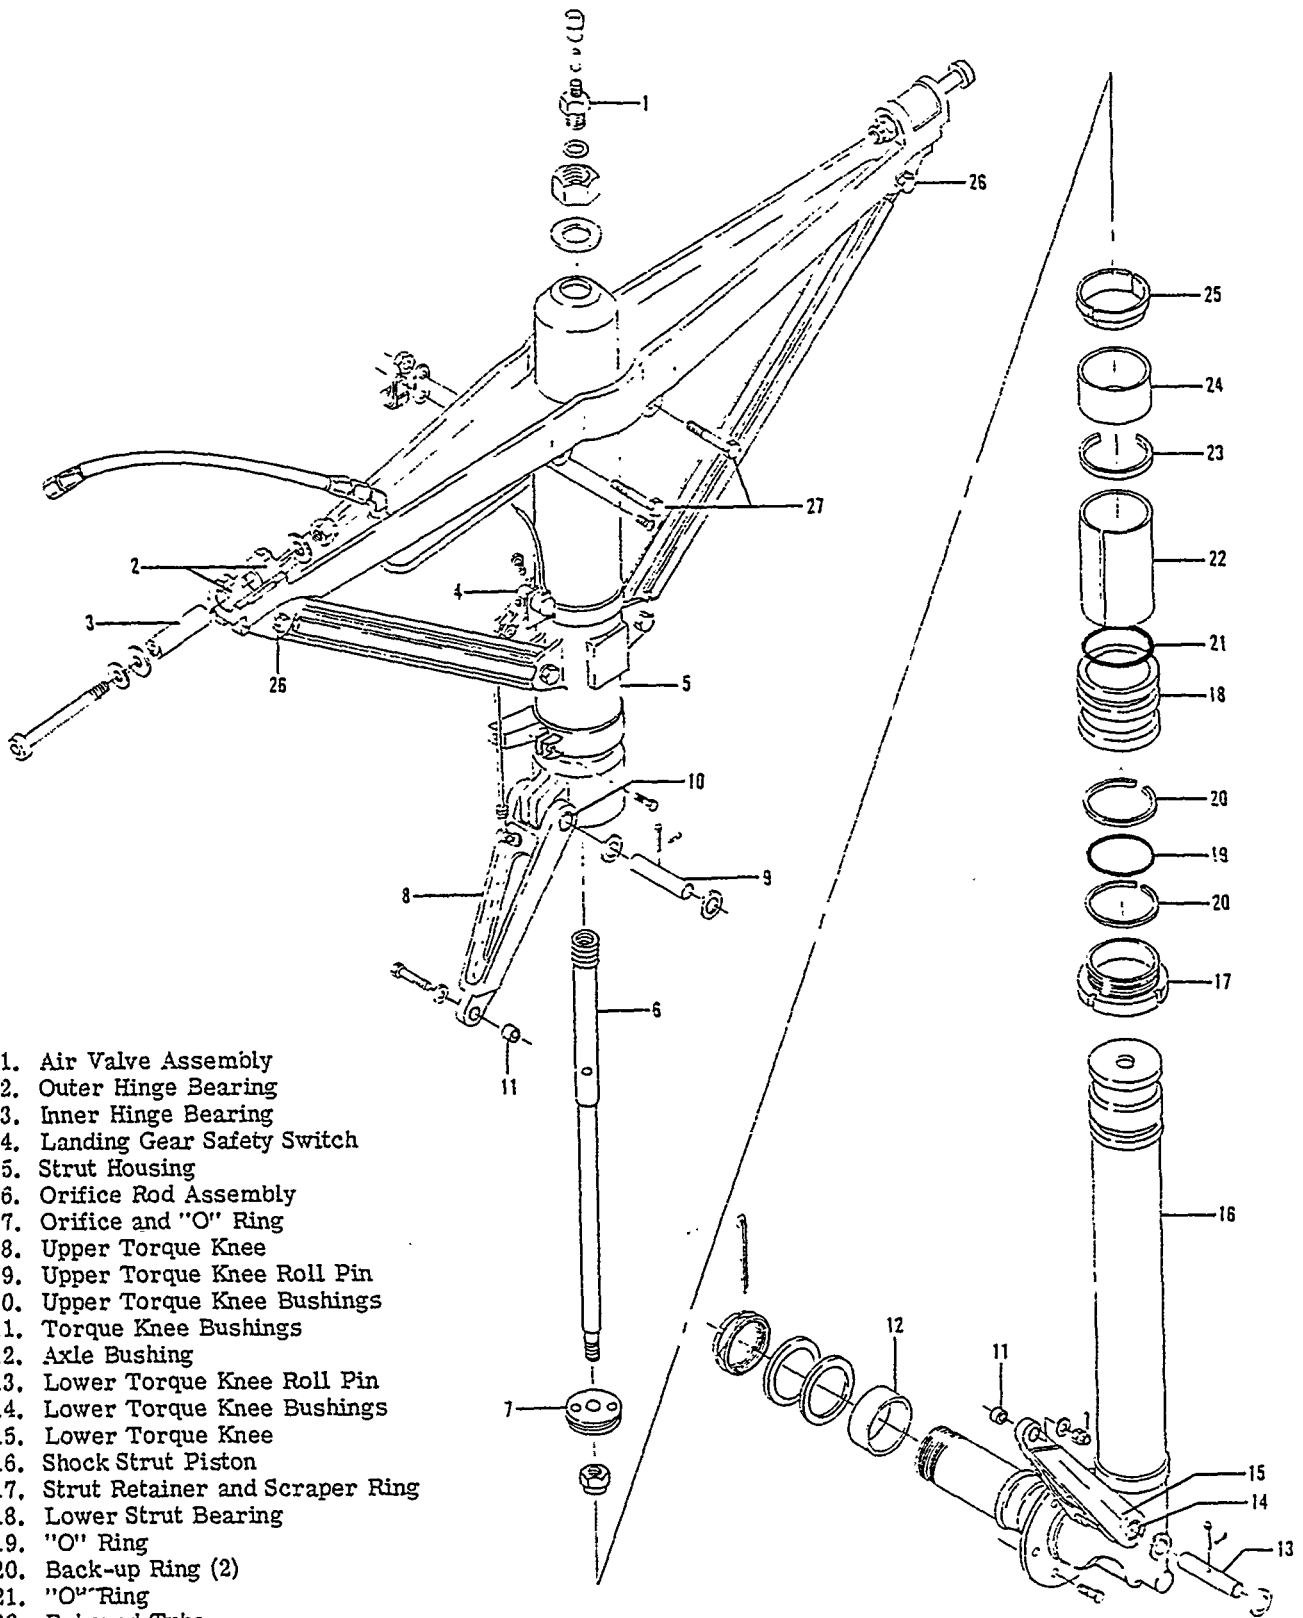 1
26
25
24
23
27
2
22
4
3
21
26
5
18
10
20
19
9
8
20
17
6
11
16
12
11
7
15
14
13
1. Air Valve Assembly
2. Outer Hinge Bearing
3. Inner Hinge Bearing
4. Landing Gear Safety Switch
5. Strut Housing
6. Orifice Rod Assembly
7. Orifice and "O" Ring
8. Upper Torque Knee
9. Upper Torque Knee Roll Pin
0. Upper Torque Knee Bushings
1. Torque Knee Bushings
2. Axle Bushing
3. Lower Torque Knee Roll Pin
4. Lower Torque Knee Bushings
5. Lower Torque Knee
6. Shock Strut Piston
7. Strut Retainer and Scraper Ring
8. Lower Strut Bearing
9. "O" Ring
20. Back-up Ring (2)
21. "O" Ring